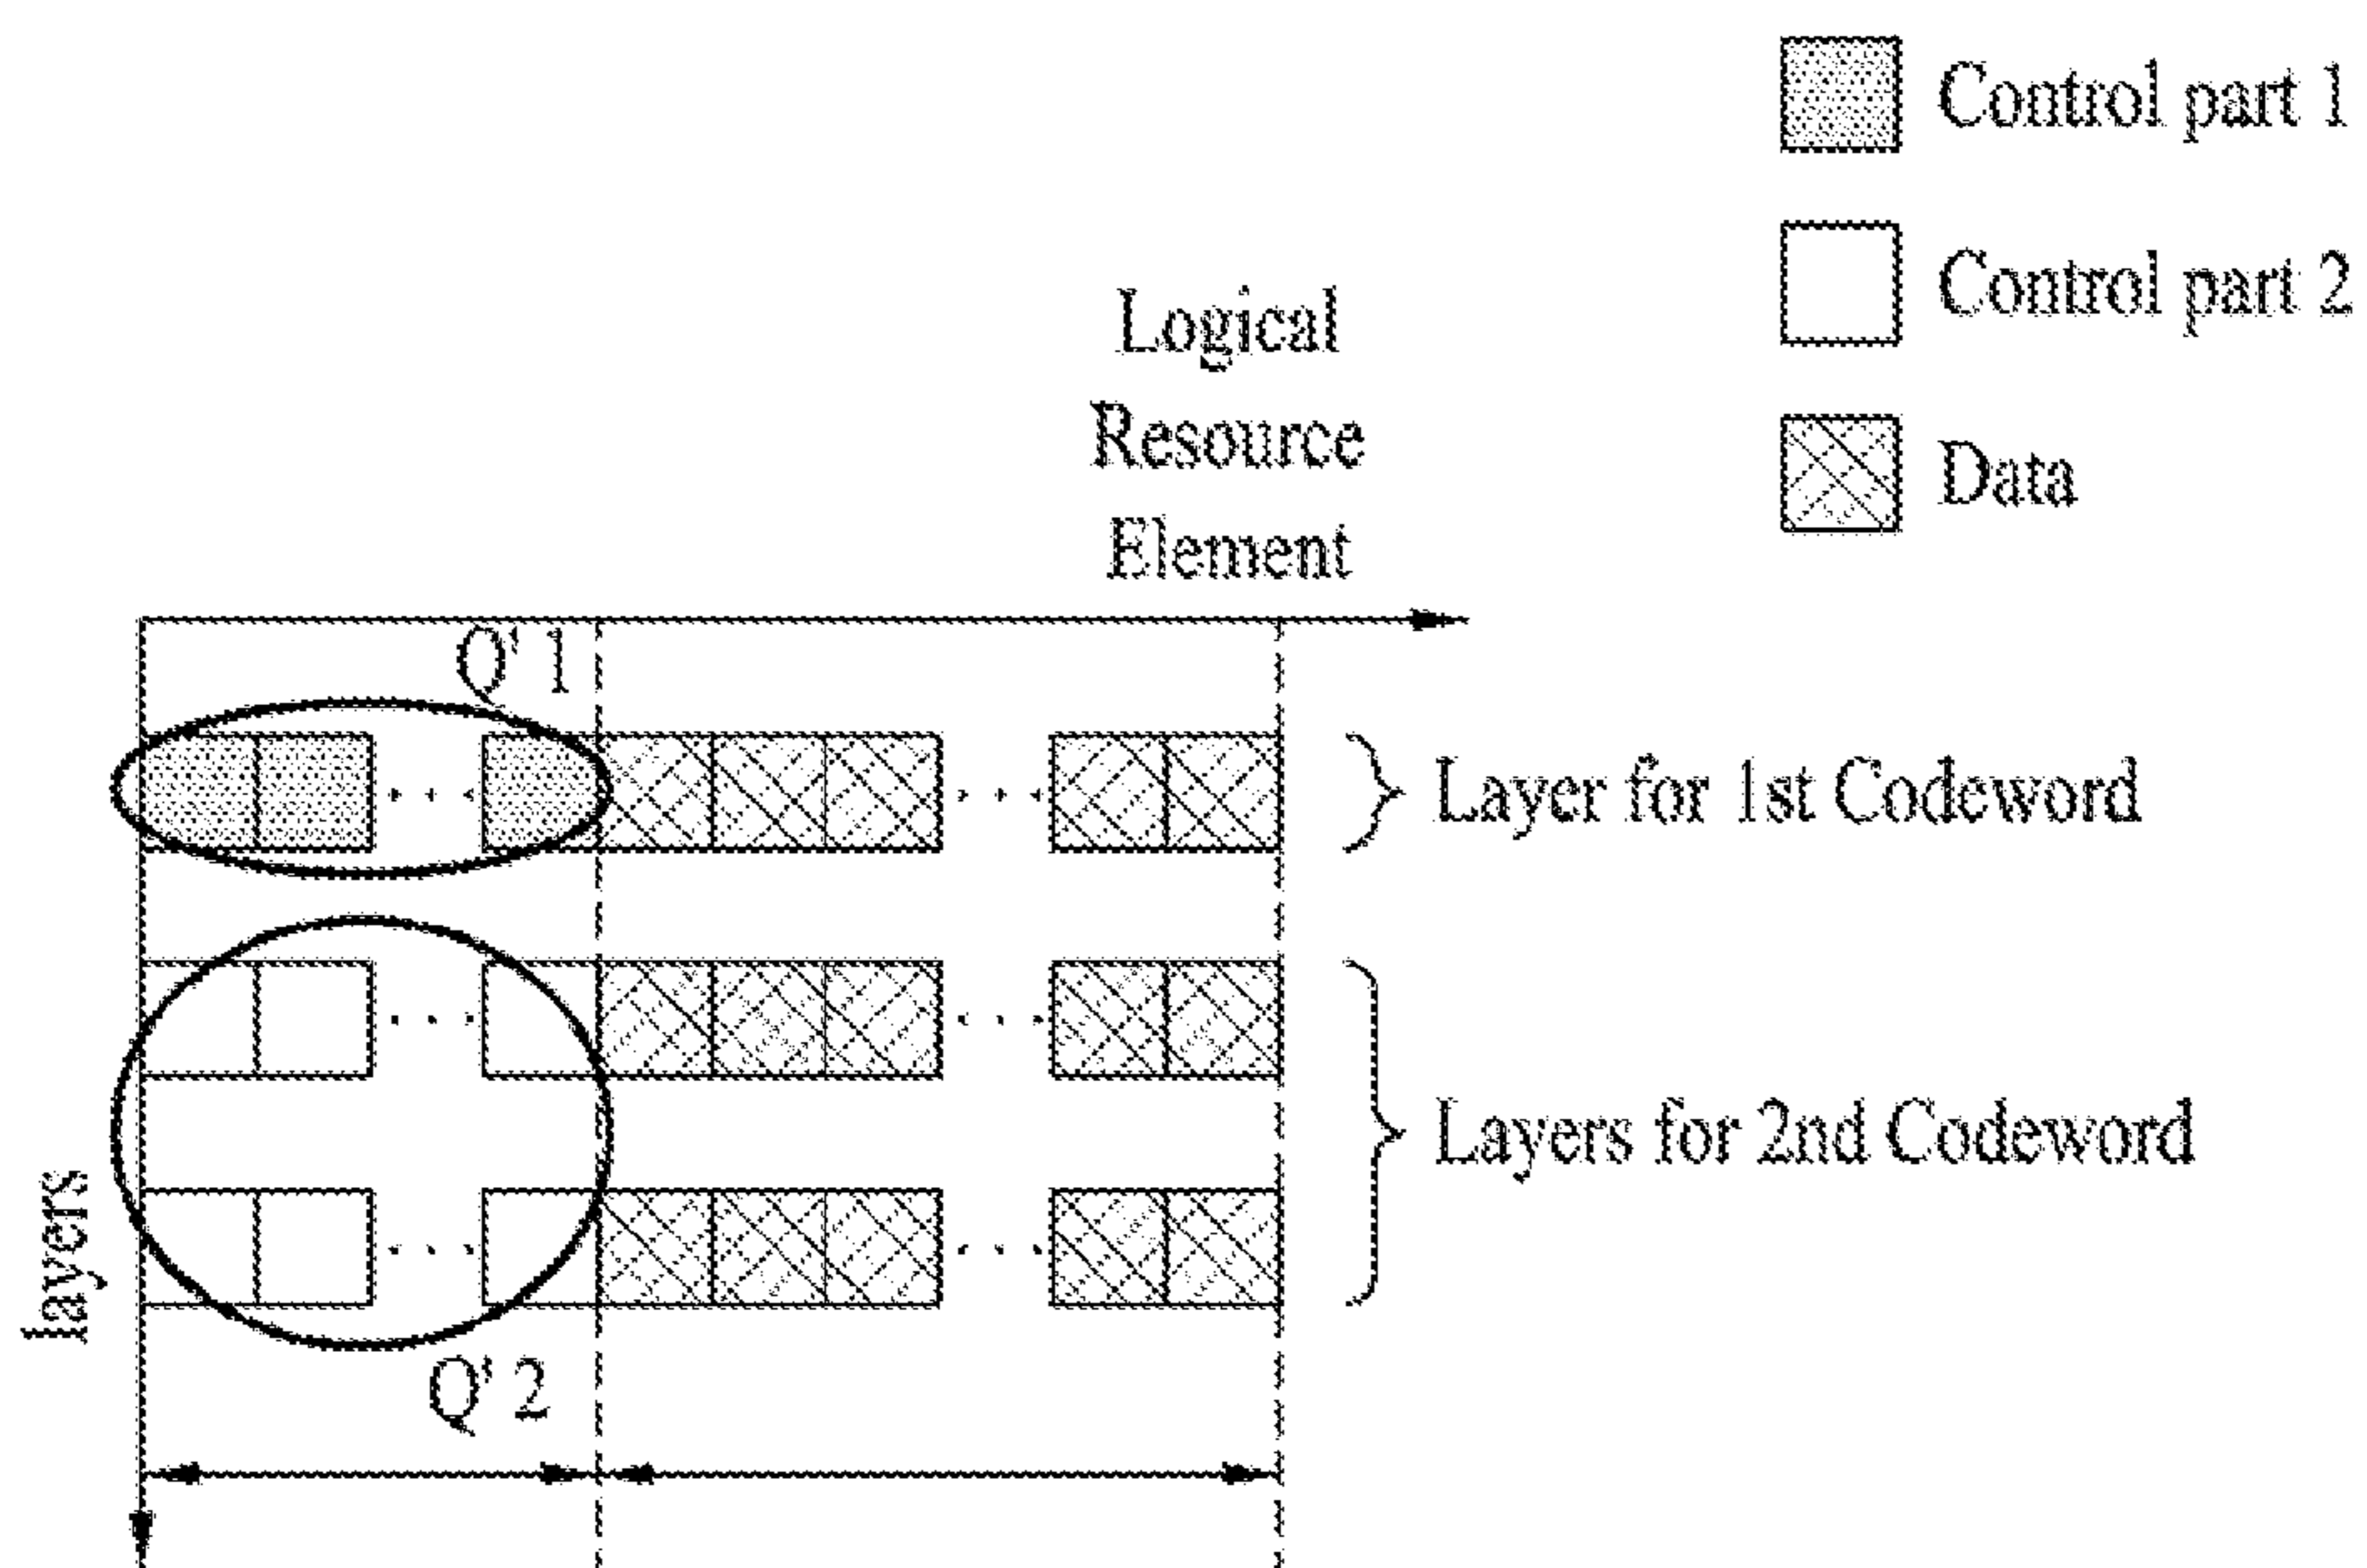 Control part 1
Control part 2
Data
Logical
Resource
Element
Q' 1
Layer for 1st Codeword
Layers for 2nd Codeword
layers
Q' 2